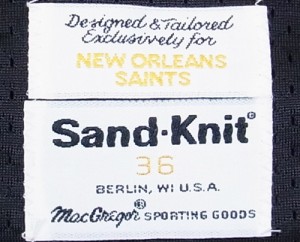 Designed & Tailored
Exclusively for
NEW ORLEANS
SAINTS
Sand·Knit®
36
BERLIN, WI U.S.A.
MacGregor® SPORTING GOODS